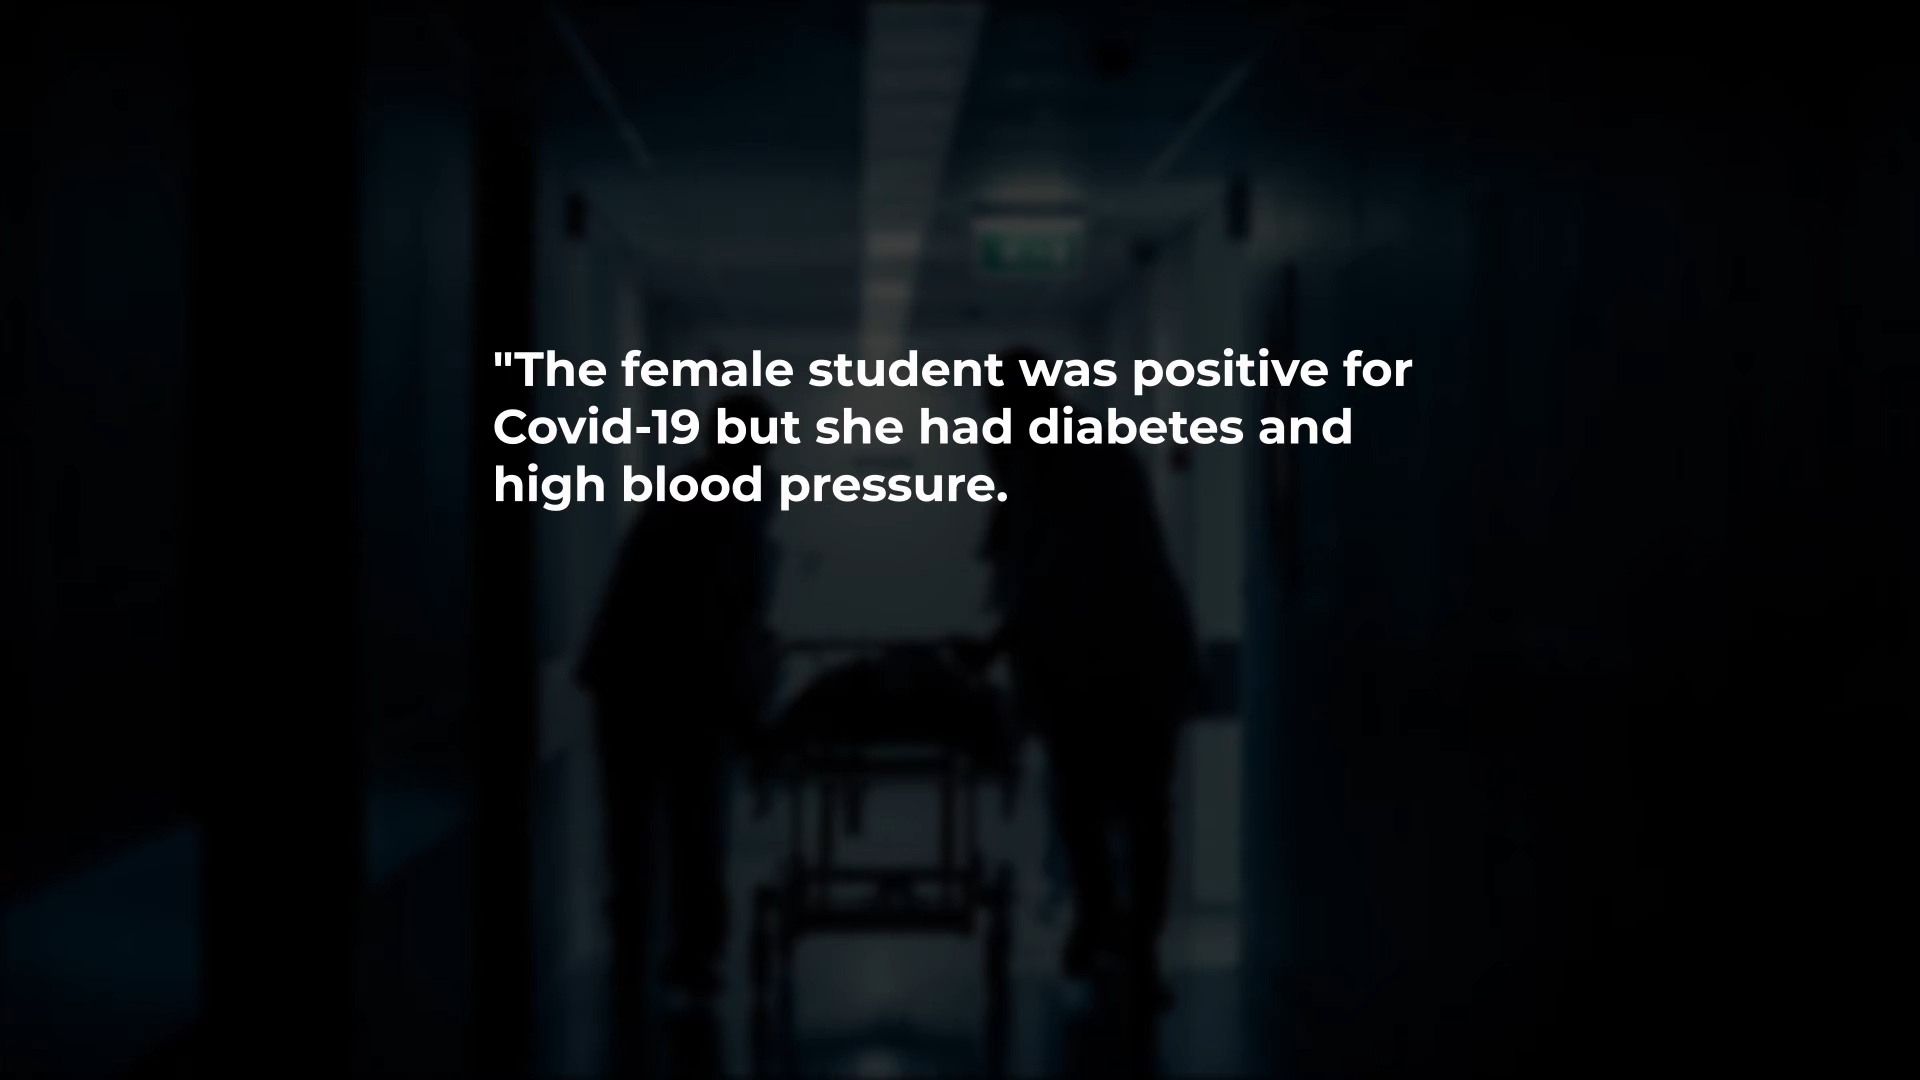 "The female student was positive for
Covid-19 but she had diabetes and
high blood pressure.